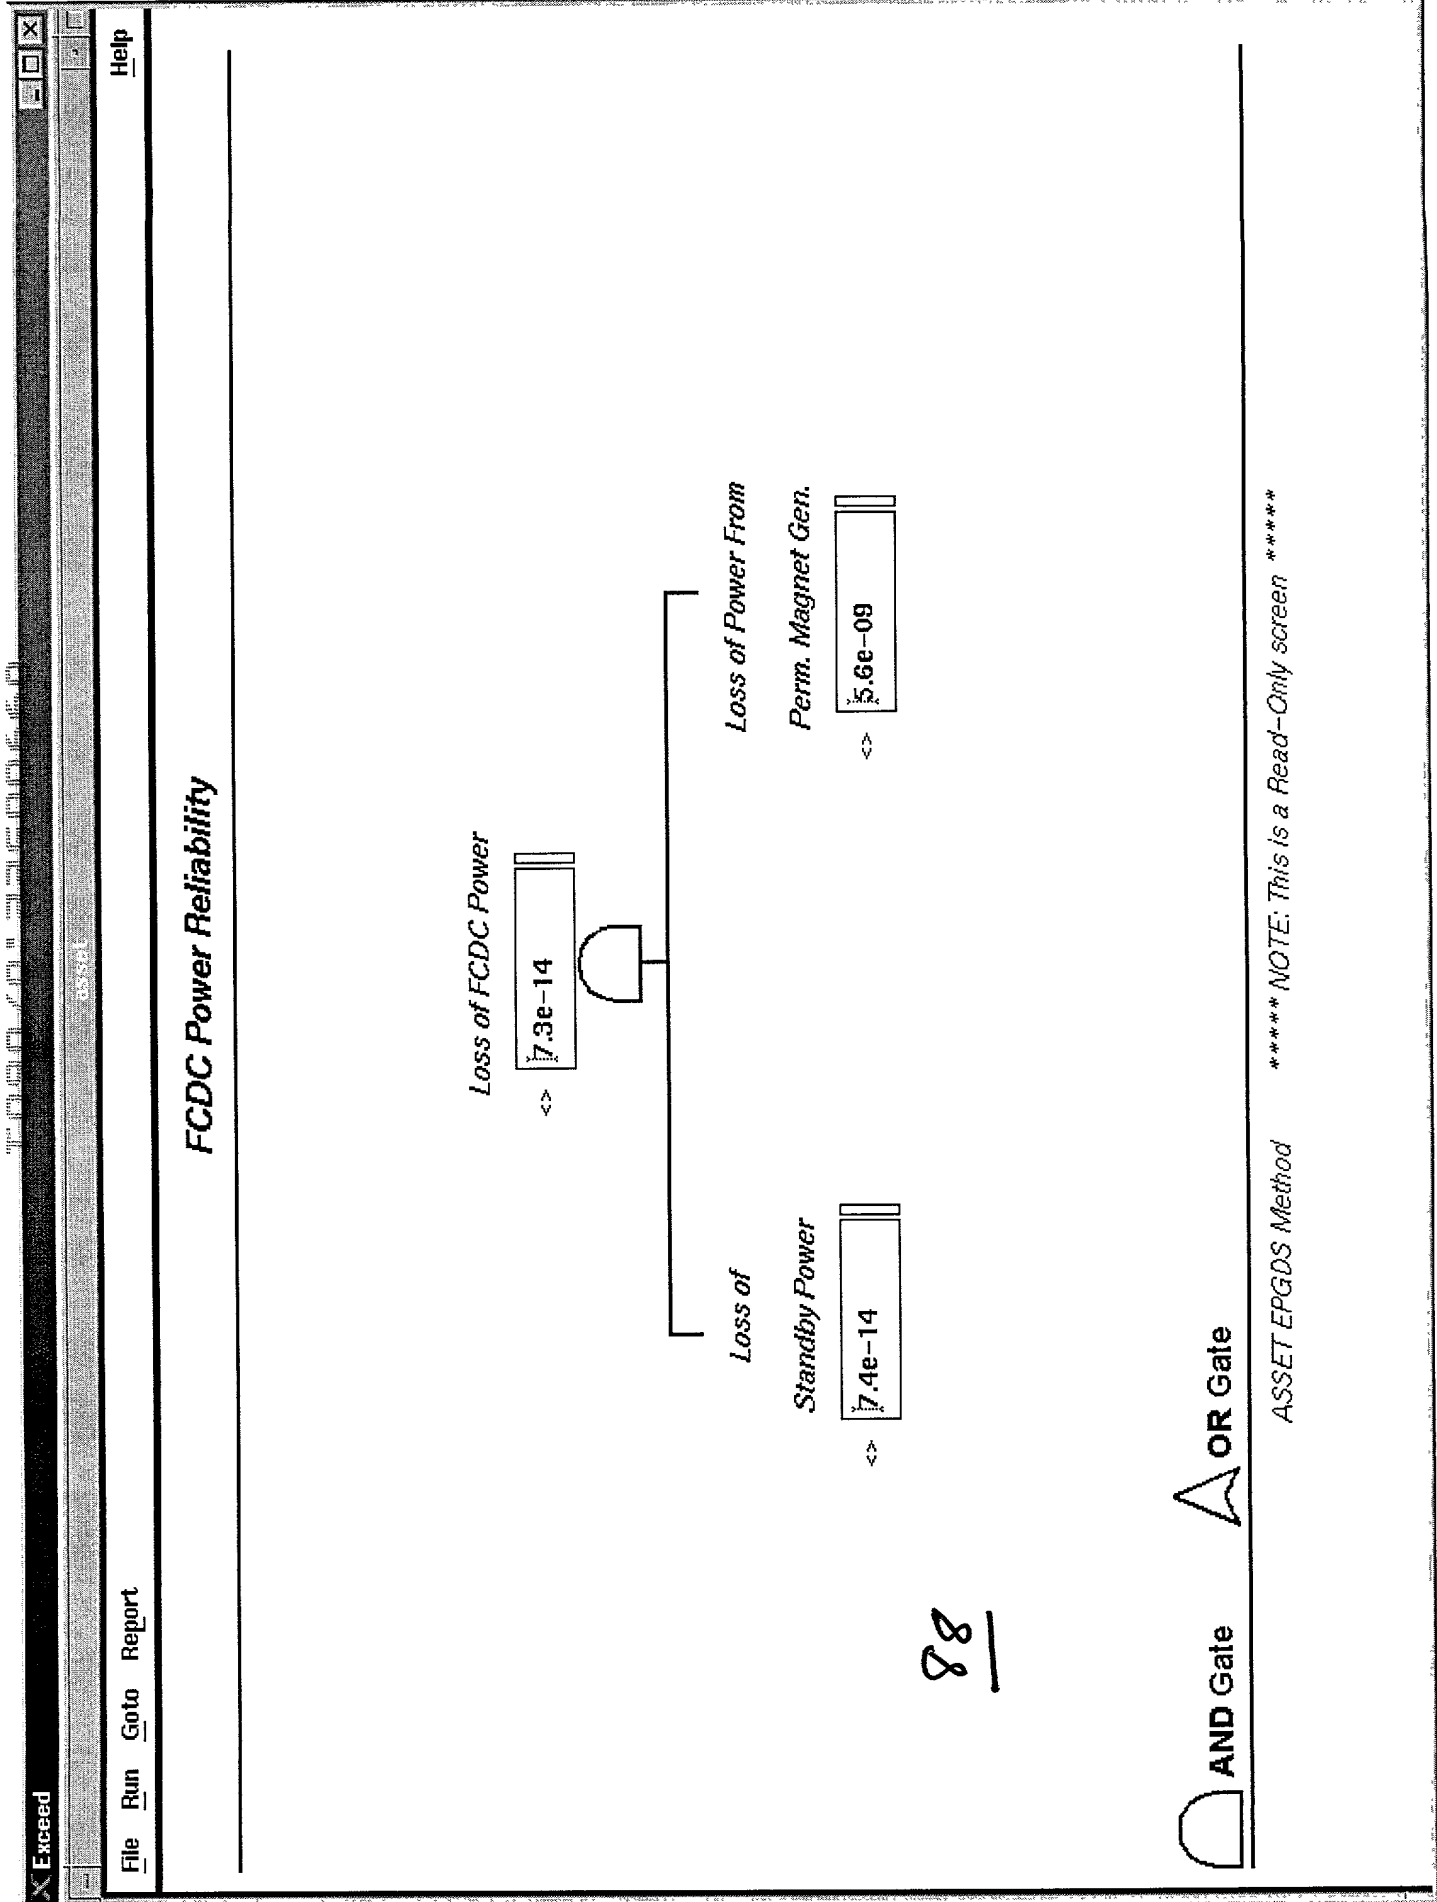 Exceed
asset
File Run Goto Report Help
FCDC Power Reliability
Loss of FCDC Power
<> 7.3e-14
Loss of
Standby Power
<> 7.4e-14
Loss of Power From
Perm. Magnet Gen.
<> 5.6e-09
88
AND Gate OR Gate
ASSET EPGDS Method ***** NOTE: This is a Read-Only screen *****